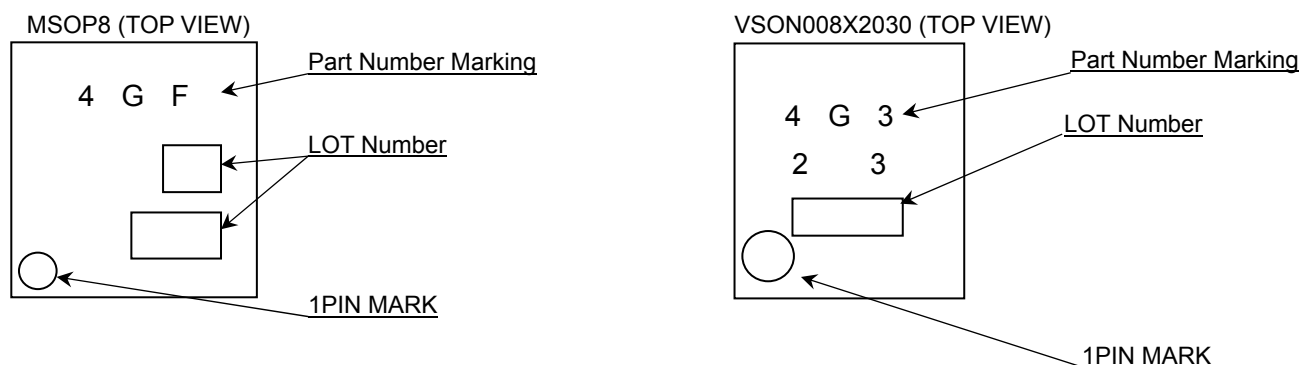 MSOP8 (TOP VIEW)
Part Number Marking
4 G F
LOT Number
1PIN MARK
VSON008X2030 (TOP VIEW)
Part Number Marking
4 G 3
LOT Number
2 3
1PIN MARK